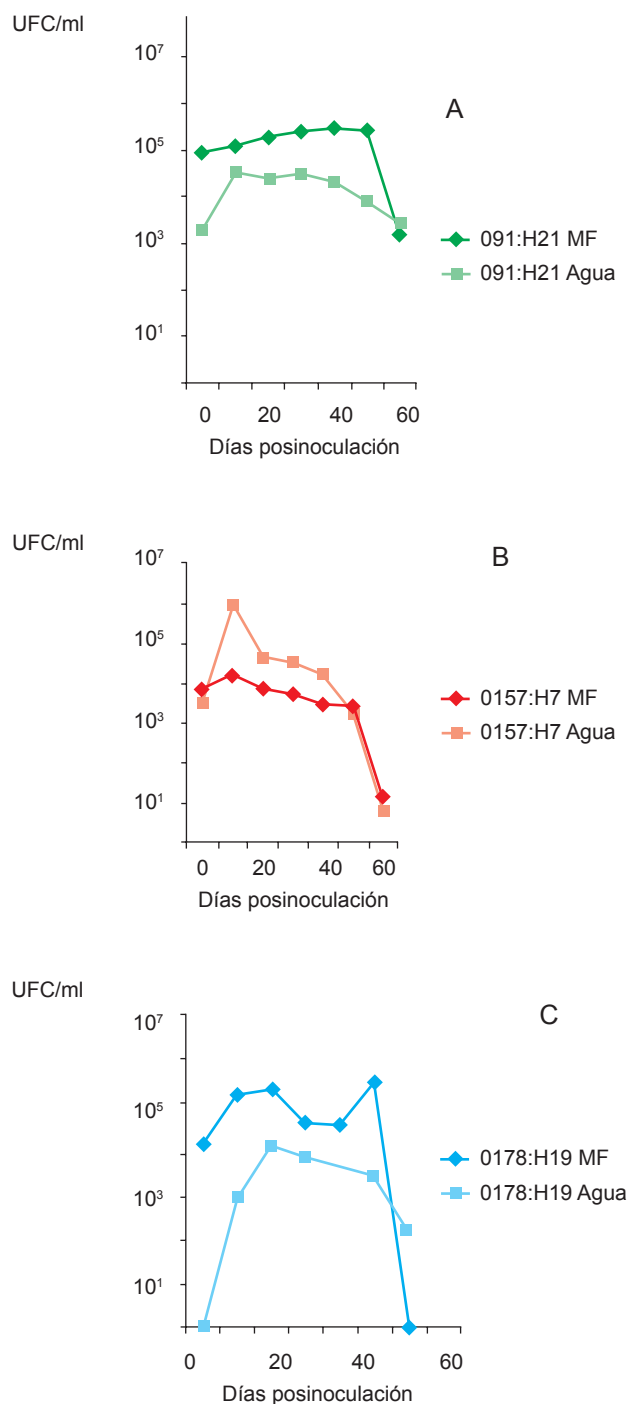 UFC/ml
10⁷
A
10⁵
10³
091:H21 MF
091:H21 Agua
10¹
0 20 40 60
Días posinoculación
UFC/ml
10⁷
B
10⁵
10³
0157:H7 MF
0157:H7 Agua
10¹
0 20 40 60
Días posinoculación
UFC/ml
10⁷
C
10⁵
10³
0178:H19 MF
0178:H19 Agua
10¹
0 20 40 60
Días posinoculación